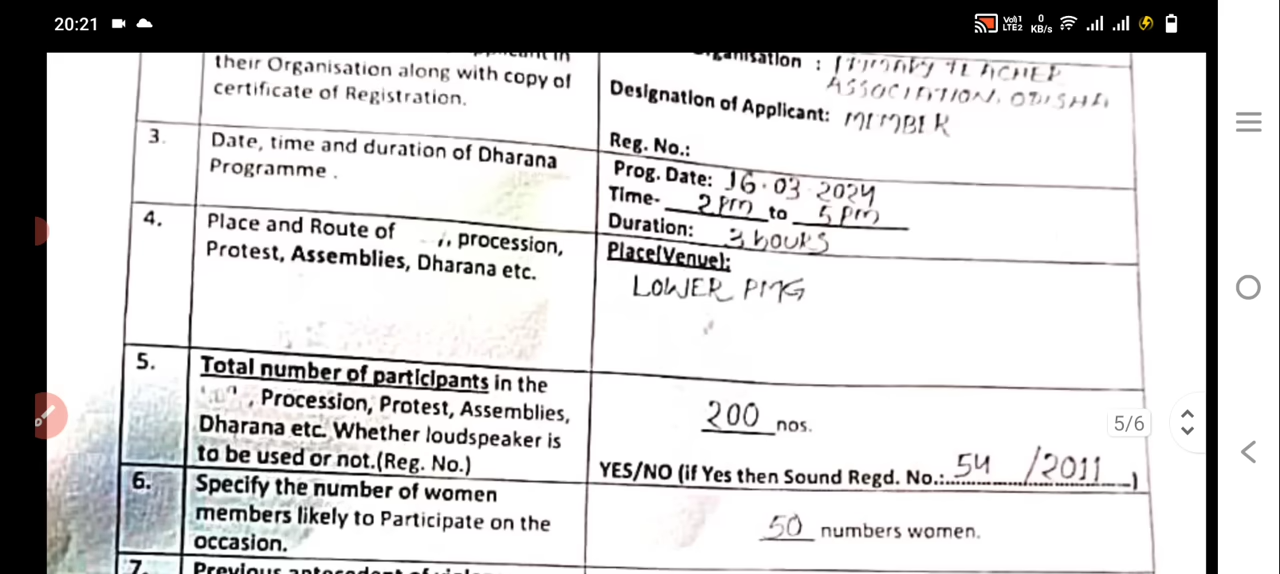 20:21
Vo)) 1
LTE2
0
KB/s
their Organisation along with copy of
certificate of Registration.
ASSOCIATION, ODISHA
Designation of Applicant: MEMBER
Reg. No.:
3. Date, time and duration of Dharana
Programme .
Prog. Date: 16.03.2024
Time- 2 PM to 5 PM
Duration: 3 hours
4. Place and Route of , procession,
Protest, Assemblies, Dharana etc.
Place(Venue):
LOWER PMG
5. Total number of participants in the
, Procession, Protest, Assemblies,
Dharana etc. Whether loudspeaker is
to be used or not.(Reg. No.)
200 nos.
YES/NO (if Yes then Sound Regd. No.: 54 /2011 )
6. Specify the number of women
members likely to Participate on the
occasion.
50 numbers women.
7.
5/6